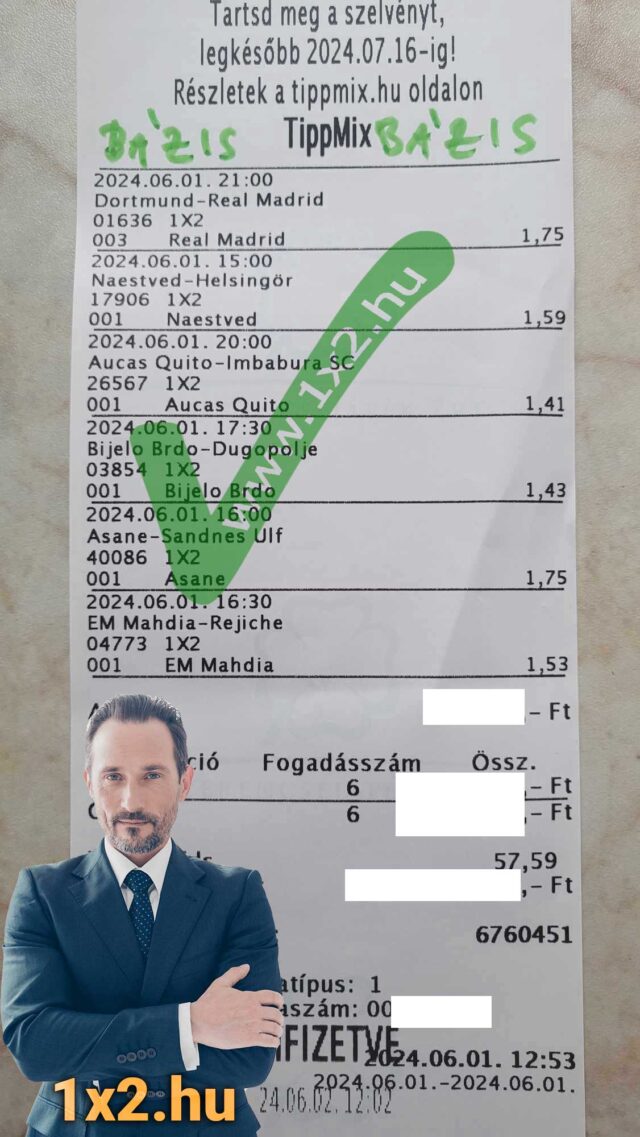 Tartsd meg a szelvényt,
legkésőbb 2024.07.16-ig!
Részletek a tippmix.hu oldalon
BÁZIS TippMix BÁZIS
2024.06.01. 21:00
Dortmund-Real Madrid
01636 1X2
003 Real Madrid 1,75
2024.06.01. 15:00
Naestved-Helsingör
17906 1X2
001 Naestved 1,59
2024.06.01. 20:00
Aucas Quito-Imbabura SC
26567 1X2
001 Aucas Quito 1,41
2024.06.01. 17:30
Bijelo Brdo-Dugopolje
03854 1X2
001 Bijelo Brdo 1,43
2024.06.01. 16:00
Asane-Sandnes Ulf
40086 1X2
001 Asane 1,75
2024.06.01. 16:30
EM Mahdia-Rejiche
04773 1X2
001 EM Mahdia 1,53
www.1x2.hu
,- Ft
ció Fogadásszám Össz.
6 ,- Ft
6 ,- Ft
57,59
,- Ft
6760451
atípus: 1
aszám: 00
IFIZETVE
2024.06.01. 12:53
2024.06.01.-2024.06.01.
24.06.02. 12:02
1x2.hu